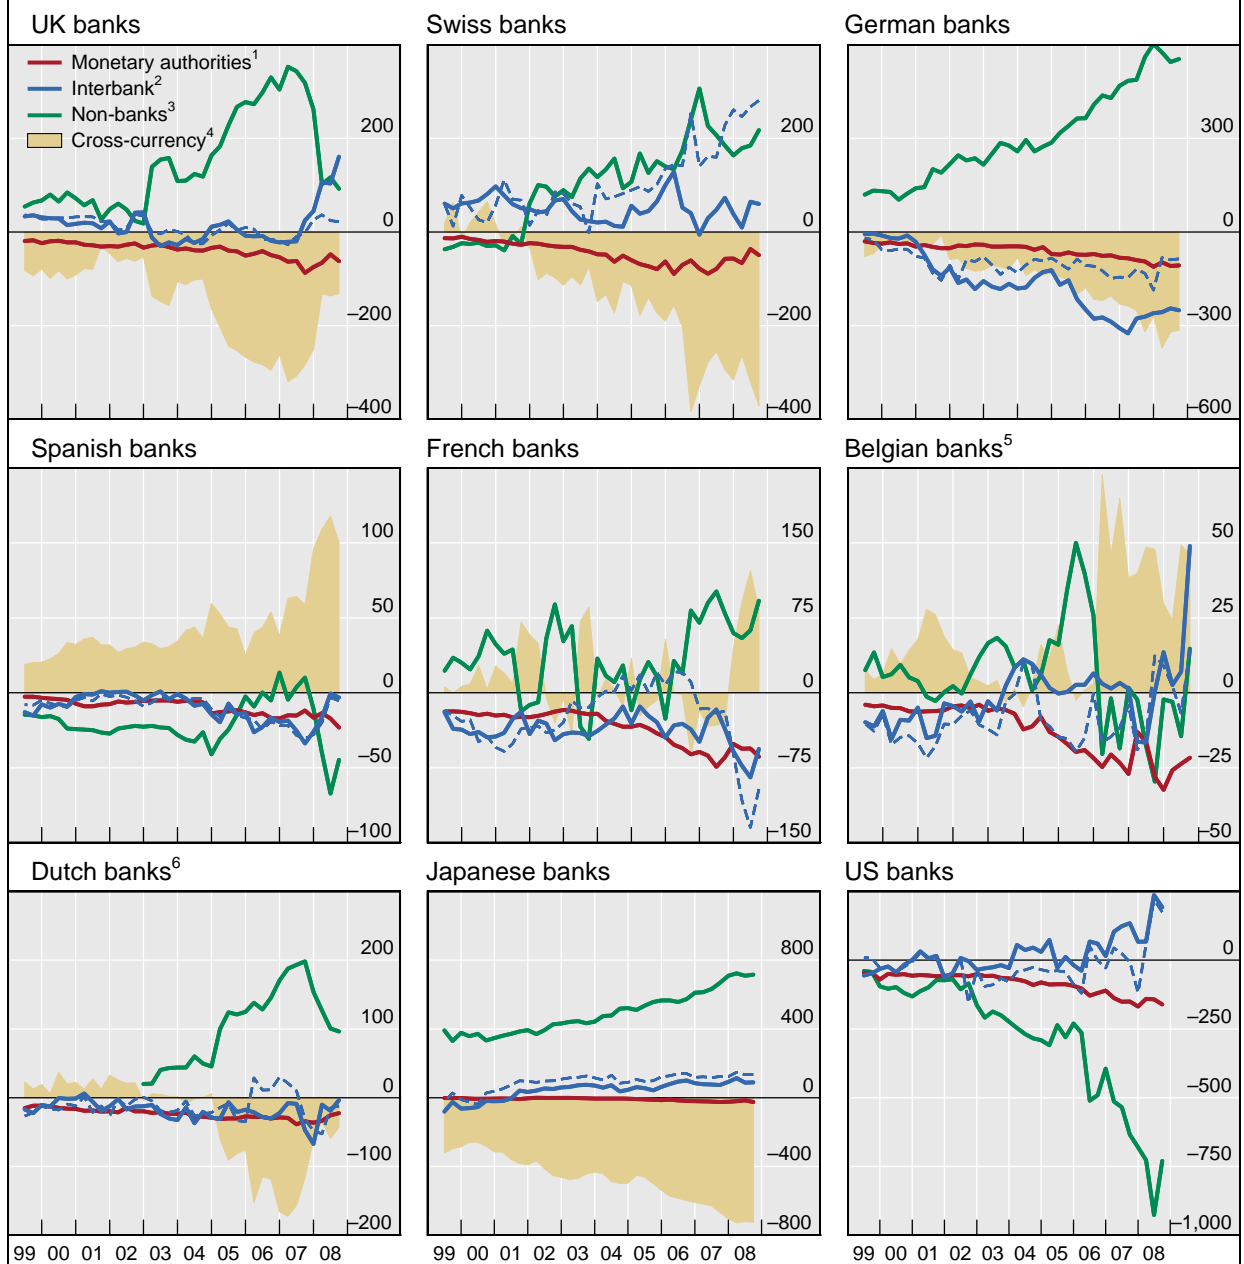 UK banks
Swiss banks
German banks
Monetary authorities1
Interbank2
Non-banks3
Cross-currency4
200
0
–200
–400
200
0
–200
–400
300
0
–300
–600
Spanish banks
French banks
Belgian banks5
100
50
0
–50
–100
150
75
0
–75
–150
50
25
0
–25
–50
Dutch banks6
Japanese banks
US banks
200
100
0
–100
–200
800
400
0
–400
–800
0
–250
–500
–750
–1,000
99 00 01 02 03 04 05 06 07 08
99 00 01 02 03 04 05 06 07 08
99 00 01 02 03 04 05 06 07 08